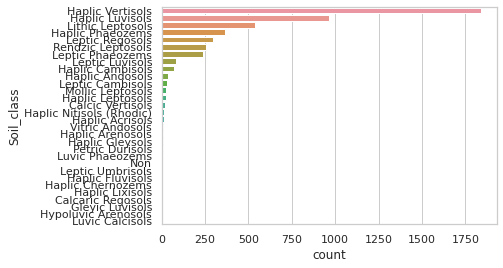 Haplic Vertisols
Haplic Luvisols
Lithic Leptosols
Haplic Phaeozems
Leptic Regosols
Rendzic Leptosols
Leptic Phaeozems
Leptic Luvisols
Haplic Cambisols
Haplic Andosols
Leptic Cambisols
Mollic Leptosols
Haplic Leptosols
Calcic Vertisols
Haplic Nitisols (Rhodic)
Haplic Acrisols
Vitric Andosols
Haplic Arenosols
Haplic Gleysols
Petric Durisols
Luvic Phaeozems
Non
Leptic Umbrisols
Haplic Fluvisols
Haplic Chernozems
Haplic Lixisols
Calcaric Regosols
Gleyic Luvisols
Hypoluvic Arenosols
Luvic Calcisols
Soil_class
0 250 500 750 1000 1250 1500 1750
count